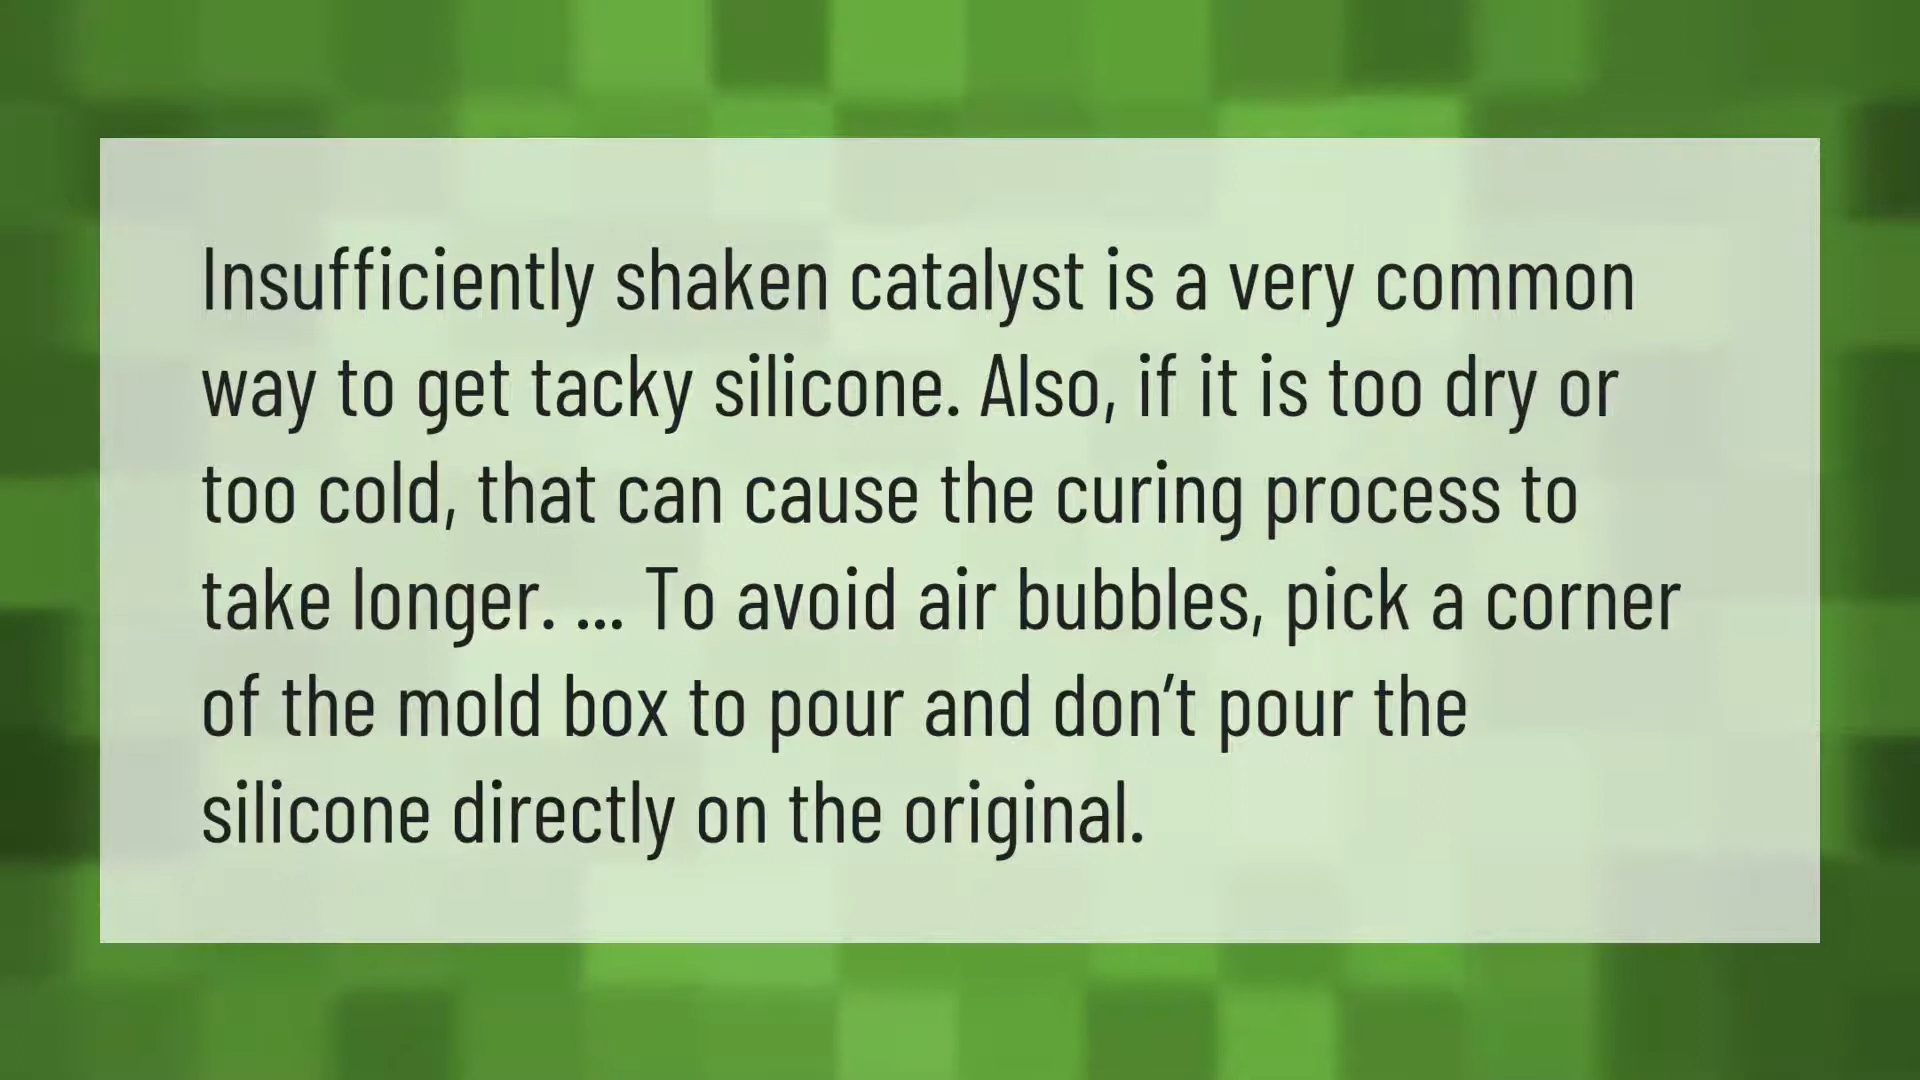 Insufficiently shaken catalyst is a very common
way to get tacky silicone. Also, if it is too dry or
too cold, that can cause the curing process to
take longer. ... To avoid air bubbles, pick a corner
of the mold box to pour and don’t pour the
silicone directly on the original.